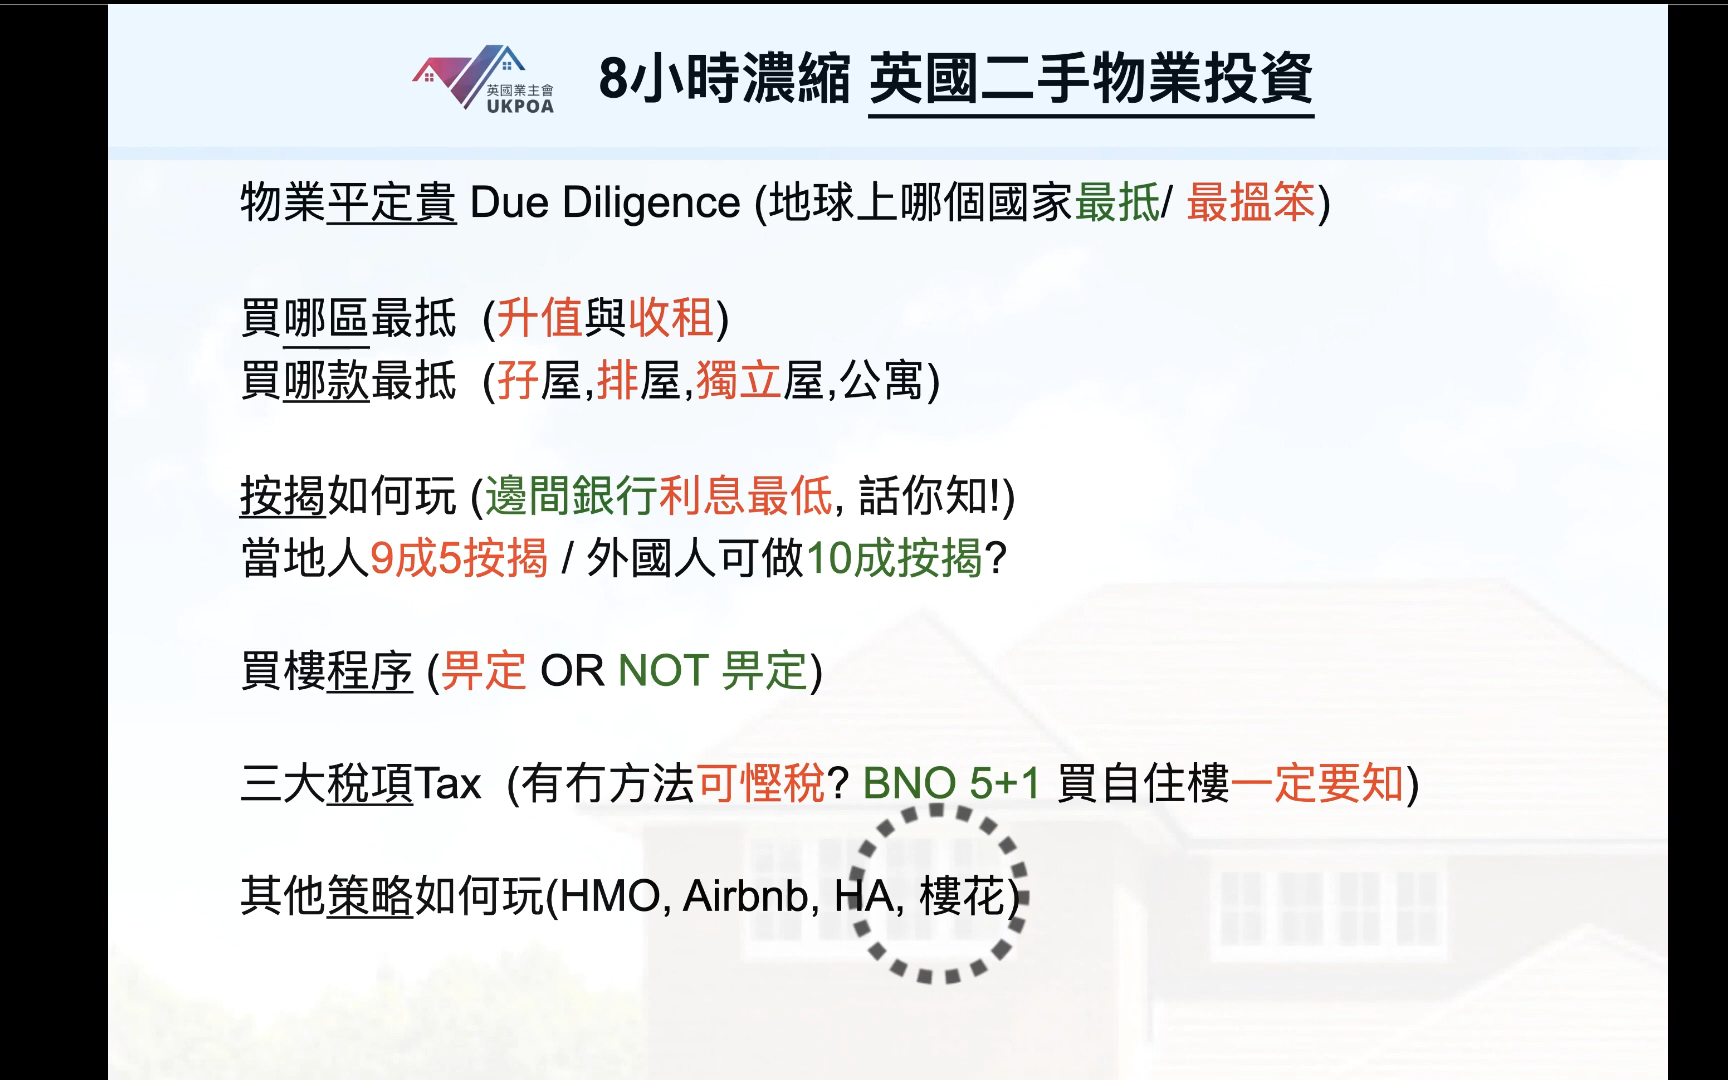 英國業主會
UKPOA
8小時濃縮 英國二手物業投資
物業平定貴 Due Diligence (地球上哪個國家最抵/ 最搵笨)
買哪區最抵 (升值與收租)
買哪款最抵 (孖屋,排屋,獨立屋,公寓)
按揭如何玩 (邊間銀行利息最低, 話你知!)
當地人9成5按揭 / 外國人可做10成按揭?
買樓程序 (畀定 OR NOT 畀定)
三大稅項Tax (有冇方法可慳稅? BNO 5+1 買自住樓一定要知)
其他策略如何玩(HMO, Airbnb, HA, 樓花)